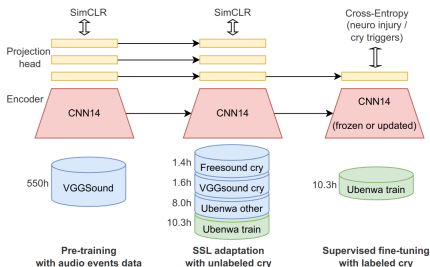 SimCLR
SimCLR
Cross-Entropy
(neuro injury /
cry triggers)
Projection
head
Encoder
CNN14
CNN14
CNN14
(frozen or updated)
550h
VGGSound
1.4h
Freesound cry
1.6h
VGGsound cry
8.0h
Ubenwa other
10.3h
Ubenwa train
10.3h
Ubenwa train
Pre-training
with audio events data
SSL adaptation
with unlabeled cry
Supervised fine-tuning
with labeled cry